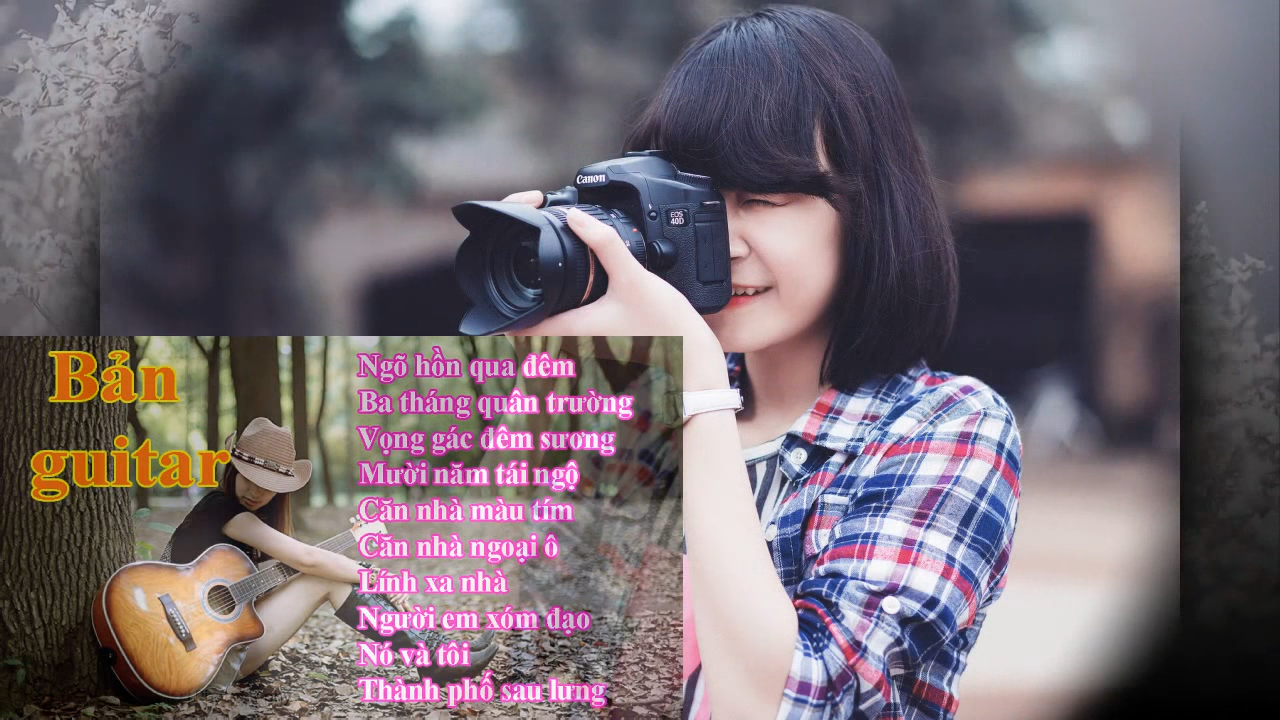 Canon
EOS
40D
Bản
guitar
Ngõ hồn qua đêm
Ba tháng quân trường
Vọng gác đêm sương
Mười năm tái ngộ
Căn nhà màu tím
Căn nhà ngoại ô
Lính xa nhà
Người em xóm đạo
Nó và tôi
Thành phố sau lưng